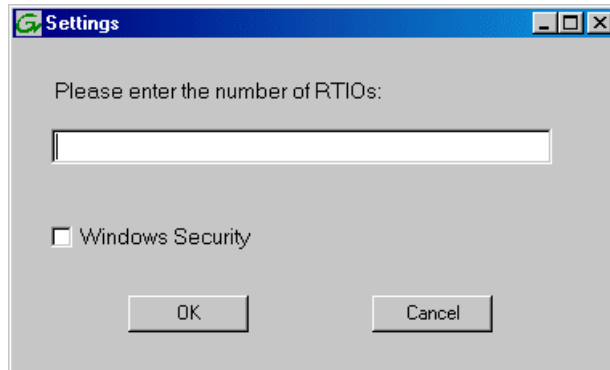 Settings
Please enter the number of RTIOs:
Windows Security
OK
Cancel